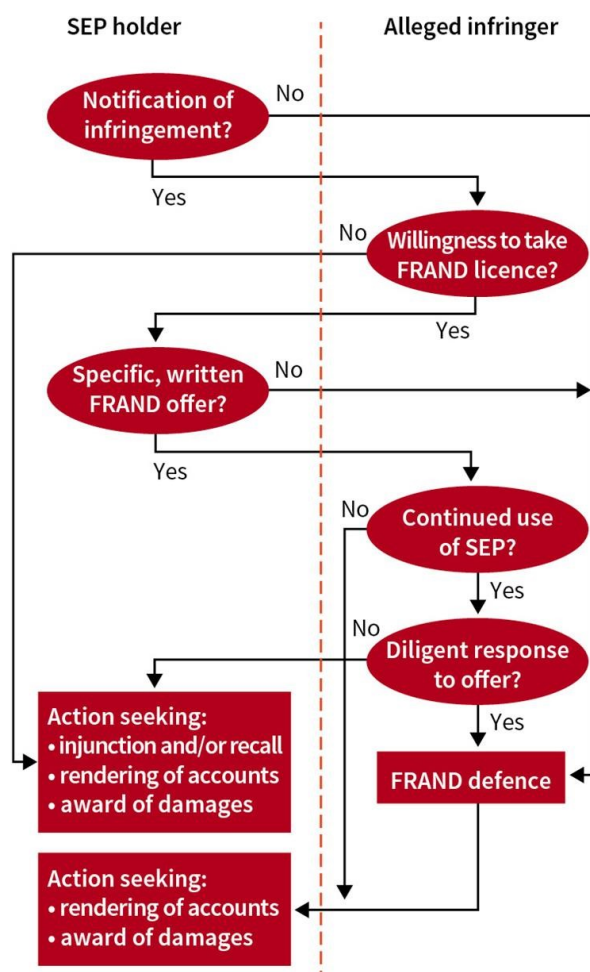 SEP holder
Alleged infringer
Notification of
infringement?
No
Yes
No
Willingness to take
FRAND licence?
Yes
Specific, written
FRAND offer?
No
Yes
No
Continued use
of SEP?
Yes
No
Diligent response
to offer?
Yes
Action seeking:
• injunction and/or recall
• rendering of accounts
• award of damages
FRAND defence
Action seeking:
• rendering of accounts
• award of damages